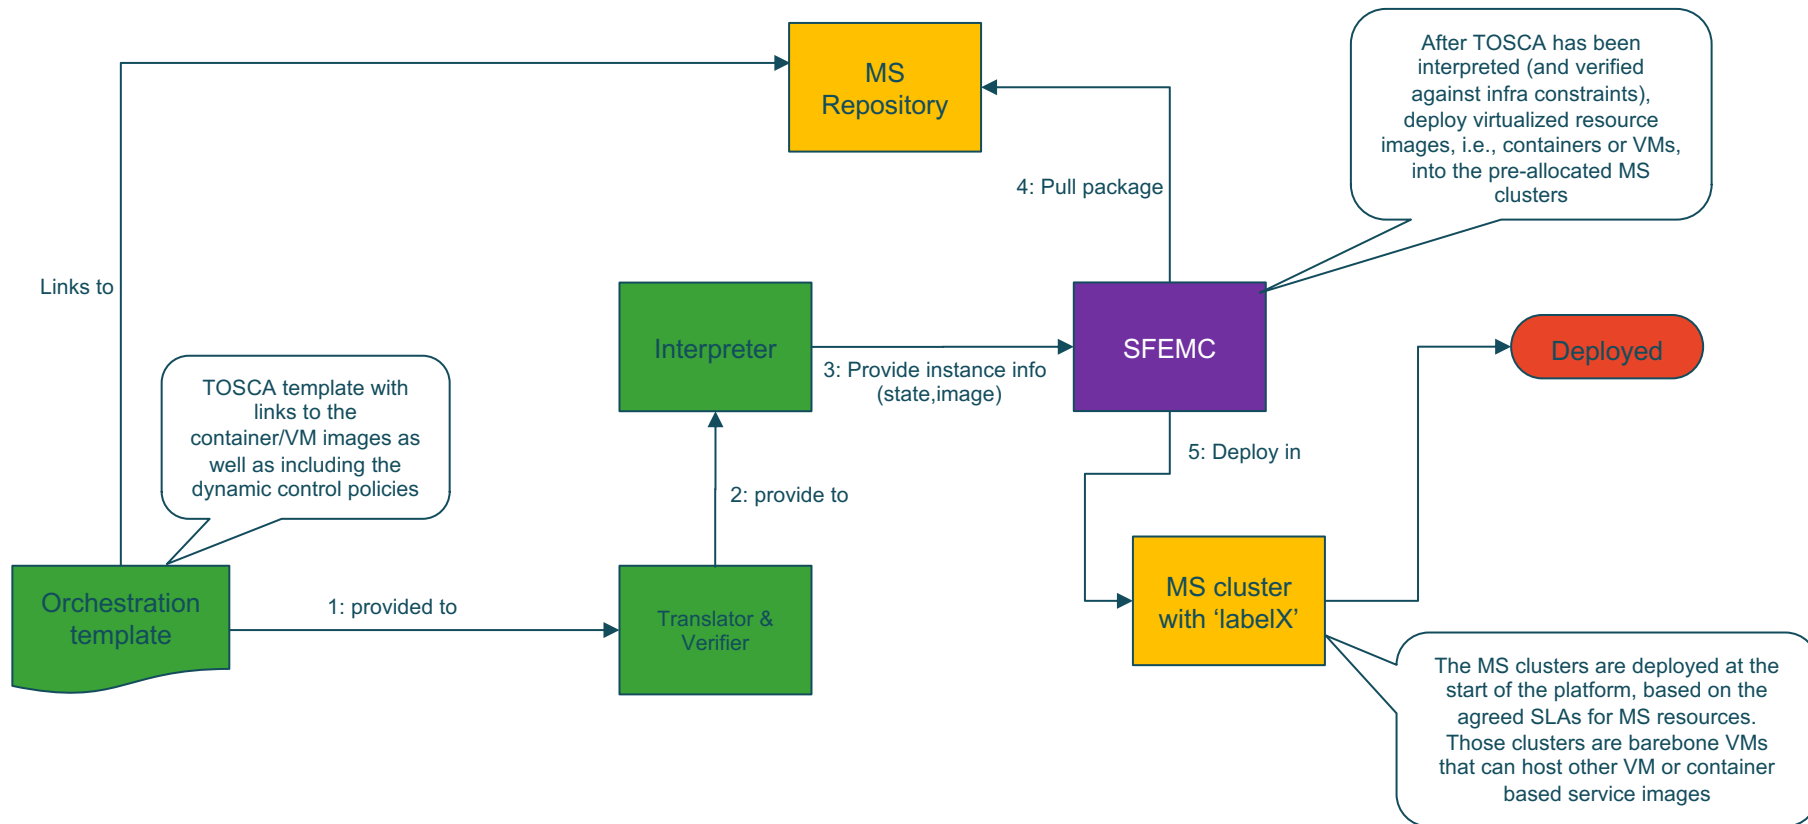 MS
Repository
After TOSCA has been
interpreted (and verified
against infra constraints),
deploy virtualized resource
images, i.e., containers or VMs,
into the pre-allocated MS
clusters
4: Pull package
Links to
Interpreter
3: Provide instance info
(state,image)
SFEMC
Deployed
TOSCA template with
links to the
container/VM images as
well as including the
dynamic control policies
5: Deploy in
2: provide to
Orchestration
template
1: provided to
Translator &
Verifier
MS cluster
with ‘labelX’
The MS clusters are deployed at the
start of the platform, based on the
agreed SLAs for MS resources.
Those clusters are barebone VMs
that can host other VM or container
based service images